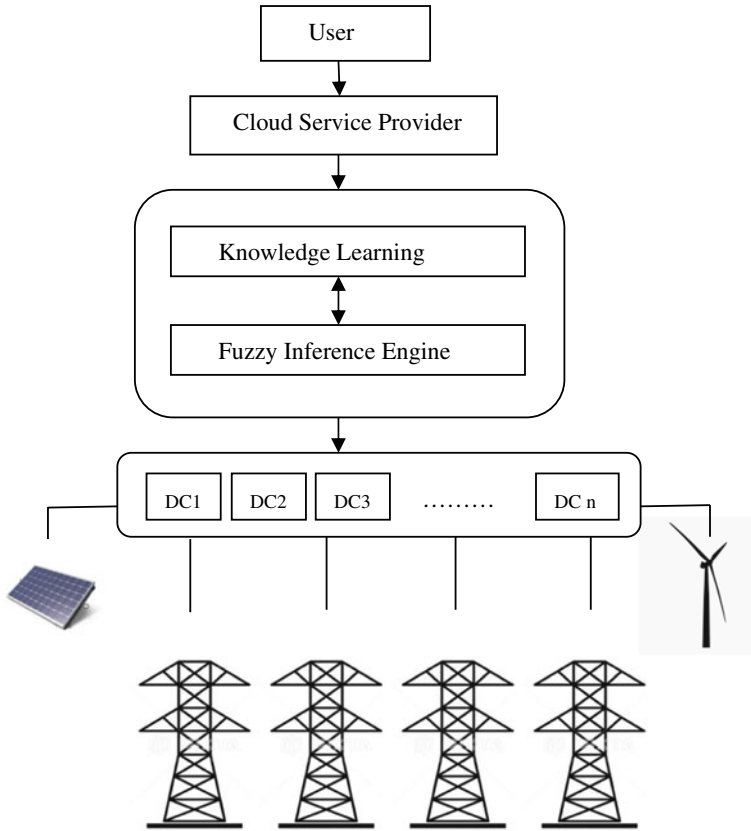 User
Cloud Service Provider
Knowledge Learning
Fuzzy Inference Engine
DC1 DC2 DC3 ......... DC n